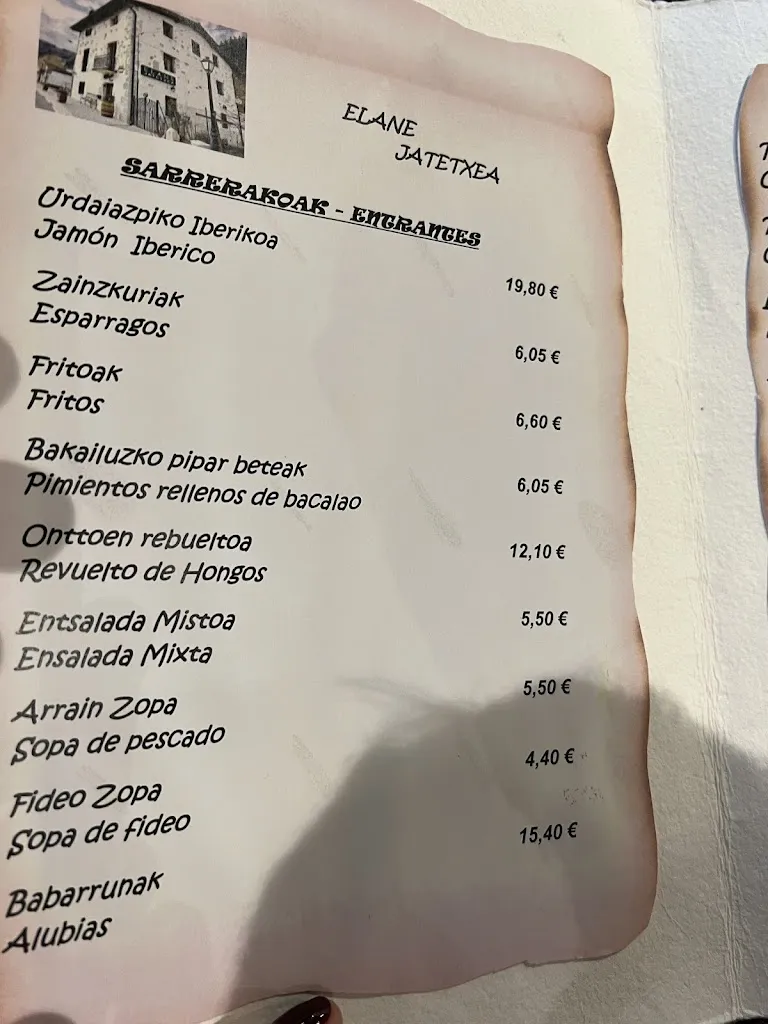 ELANE
JATETXEA
SARRERAKOAK - ENTRANTES
Urdaiazpiko Iberikoa
Jamón Iberico
19,80 €
Zainzkuriak
Esparragos
6,05 €
Fritoak
Fritos
6,60 €
Bakailuzko pipar beteak
Pimientos rellenos de bacalao
6,05 €
Onttoen rebueltoa
Revuelto de Hongos
12,10 €
Entsalada Mistoa
Ensalada Mixta
5,50 €
Arrain Zopa
Sopa de pescado
5,50 €
Fideo Zopa
Sopa de fideo
4,40 €
Babarrunak
Alubias
15,40 €